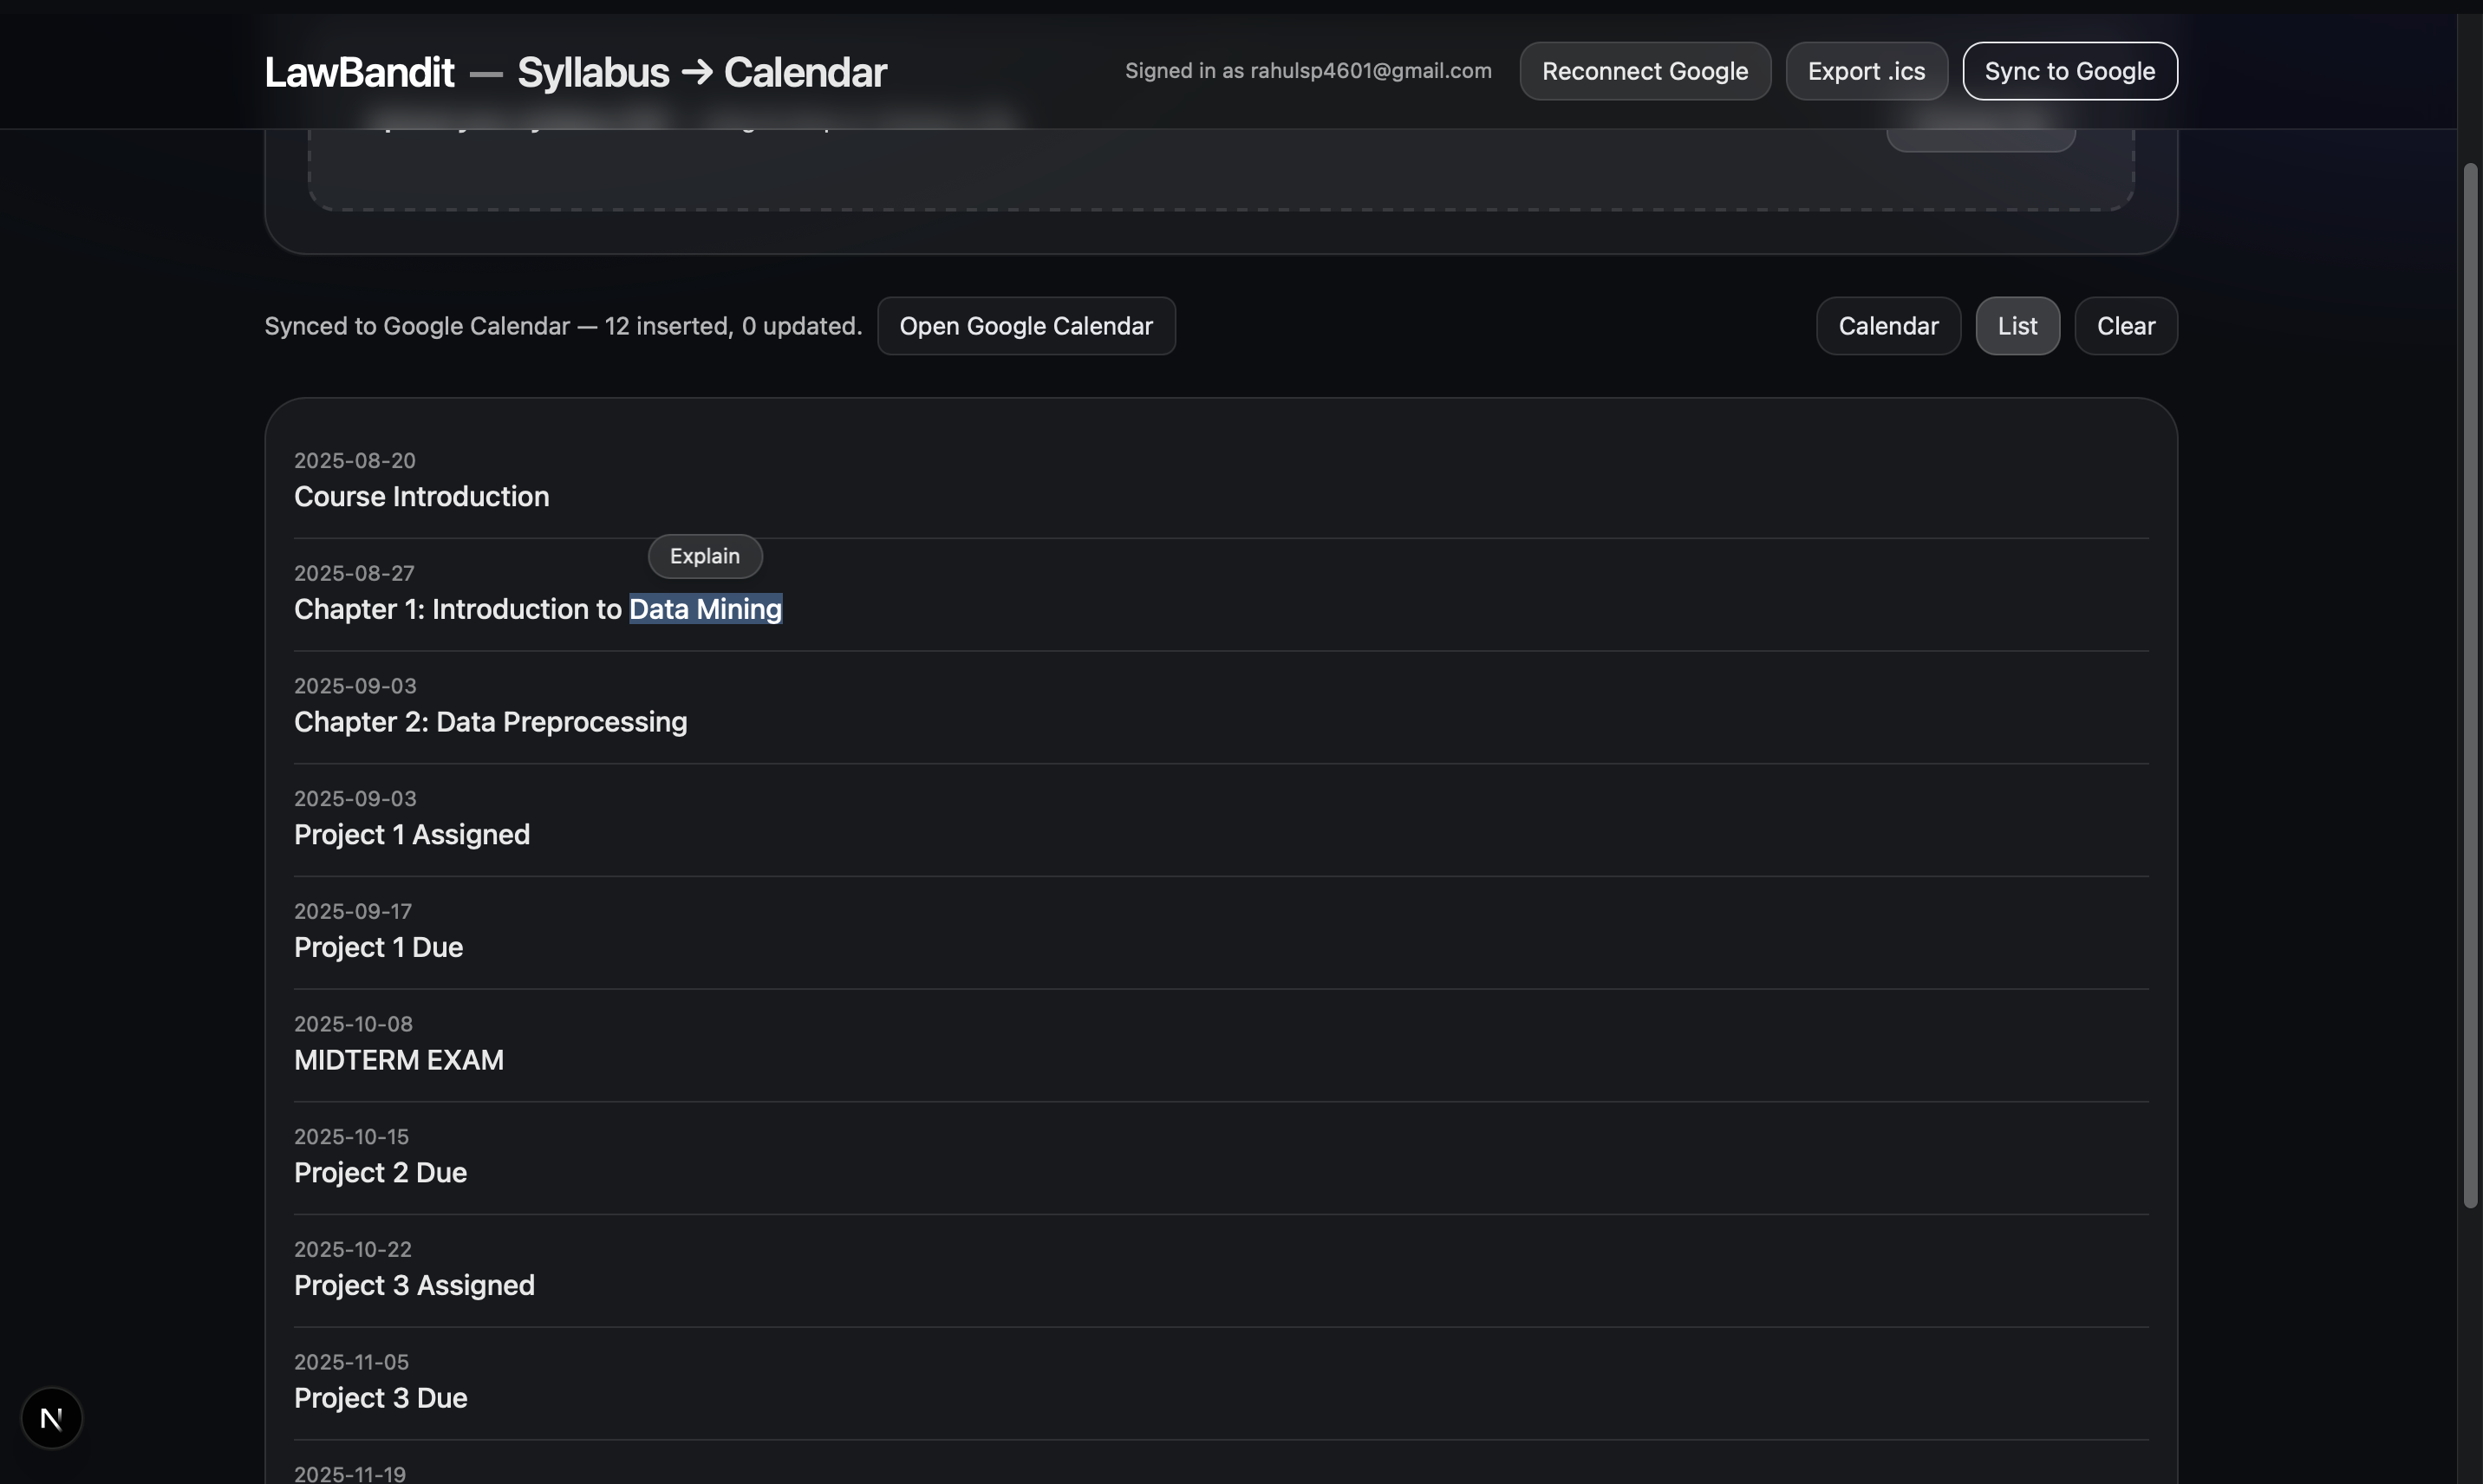 LawBandit — Syllabus → Calendar
Signed in as rahulsp4601@gmail.com
Reconnect Google
Export .ics
Sync to Google
Synced to Google Calendar — 12 inserted, 0 updated.
Open Google Calendar
Calendar
List
Clear
2025-08-20
Course Introduction
Explain
2025-08-27
Chapter 1: Introduction to Data Mining
2025-09-03
Chapter 2: Data Preprocessing
2025-09-03
Project 1 Assigned
2025-09-17
Project 1 Due
2025-10-08
MIDTERM EXAM
2025-10-15
Project 2 Due
2025-10-22
Project 3 Assigned
2025-11-05
Project 3 Due
2025-11-19
N